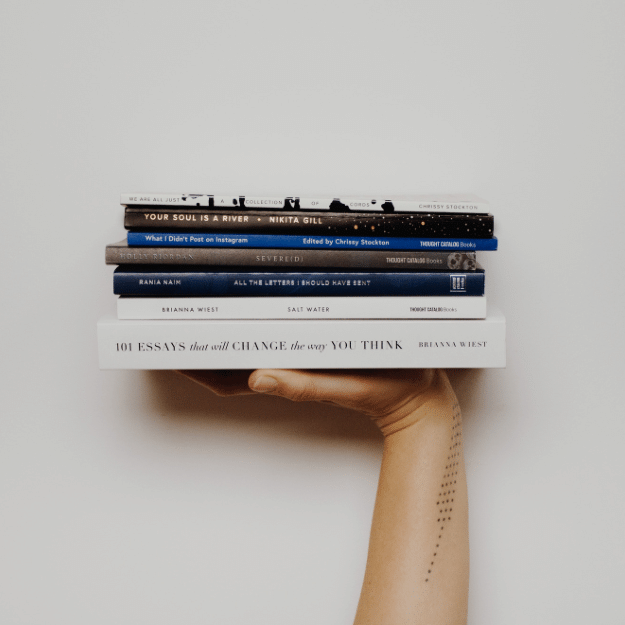 WE ARE ALL JUST A COLLECTION OF CORDS CHRISSY STOCKTON
YOUR SOUL IS A RIVER • NIKITA GILL
What I Didn't Post on Instagram Edited by Chrissy Stockton THOUGHT CATALOG Books
HOLLY RIORDAN SEVERE(D) THOUGHT CATALOG Books
RANIA NAIM ALL THE LETTERS I SHOULD HAVE SENT
BRIANNA WIEST SALT WATER THOUGHT CATALOG Books
101 ESSAYS that will CHANGE the way YOU THINK BRIANNA WIEST